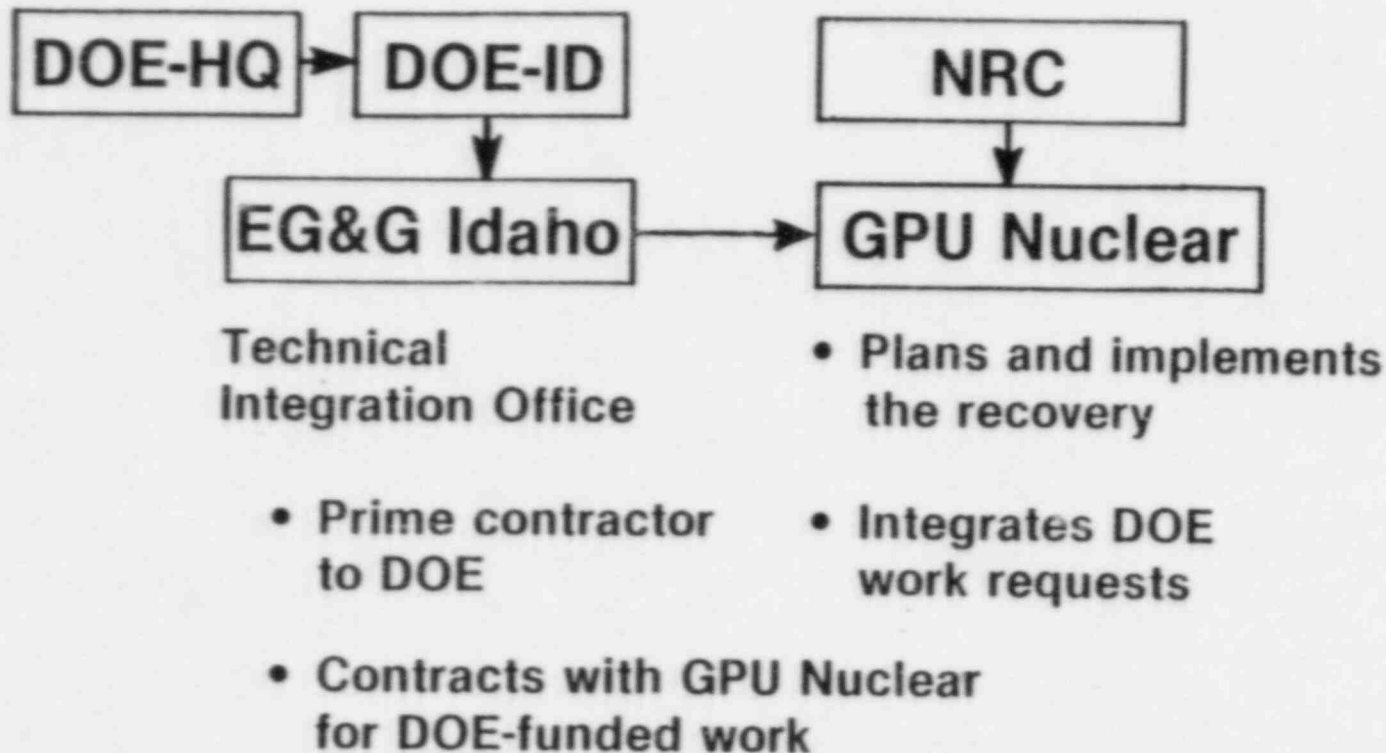 DOE-HQ
DOE-ID
NRC
EG&G Idaho
GPU Nuclear
Technical
Integration Office
• Prime contractor
to DOE
• Contracts with GPU Nuclear
for DOE-funded work
• Plans and implements
the recovery
• Integrates DOE
work requests